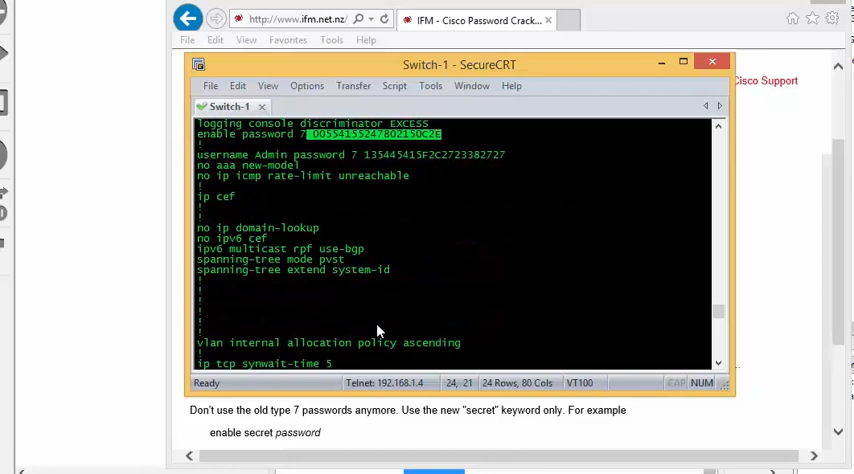 http://www.ifm.net.nz/
IFM - Cisco Password Crack...
File Edit View Favorites Tools Help
Switch-1 - SecureCRT
Cisco Support
File Edit View Options Transfer Script Tools Window Help
Switch-1
logging console discriminator EXCESS
enable password 7 00554155247802150C2E
!
username Admin password 7 135445415F2C2723382727
no aaa new-model
no ip icmp rate-limit unreachable
!
ip cef
!
!
no ip domain-lookup
no ipv6 cef
ipv6 multicast rpf use-bgp
spanning-tree mode pvst
spanning-tree extend system-id
!
!
!
!
!
!
vlan internal allocation policy ascending
!
ip tcp synwait-time 5
Ready Telnet: 192.168.1.4 24, 21 24 Rows, 80 Cols VT100 CAP NUM
Don't use the old type 7 passwords anymore. Use the new "secret" keyword only. For example
enable secret password